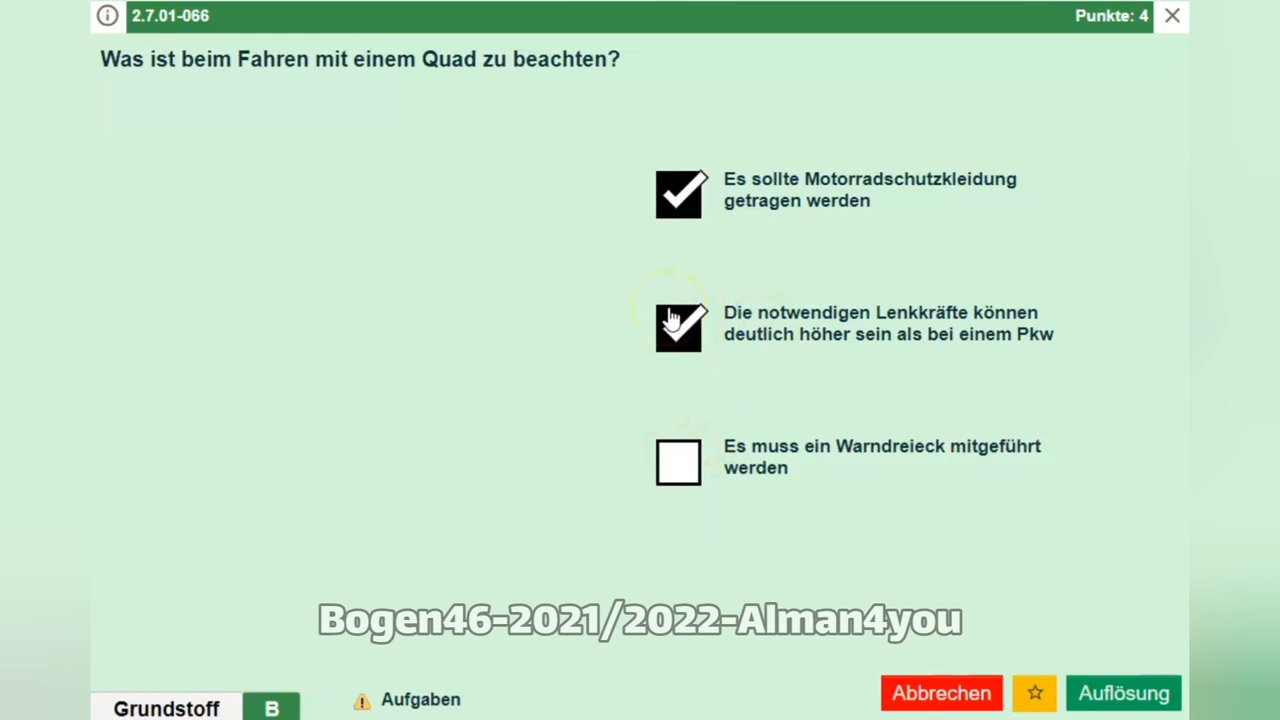 2.7.01-066
Punkte: 4
Was ist beim Fahren mit einem Quad zu beachten?
Es sollte Motorradschutzkleidung
getragen werden
Die notwendigen Lenkkräfte können
deutlich höher sein als bei einem Pkw
Es muss ein Warndreieck mitgeführt
werden
Bogen46-2021/2022-Alman4you
Grundstoff
B
Aufgaben
Abbrechen
Auflösung